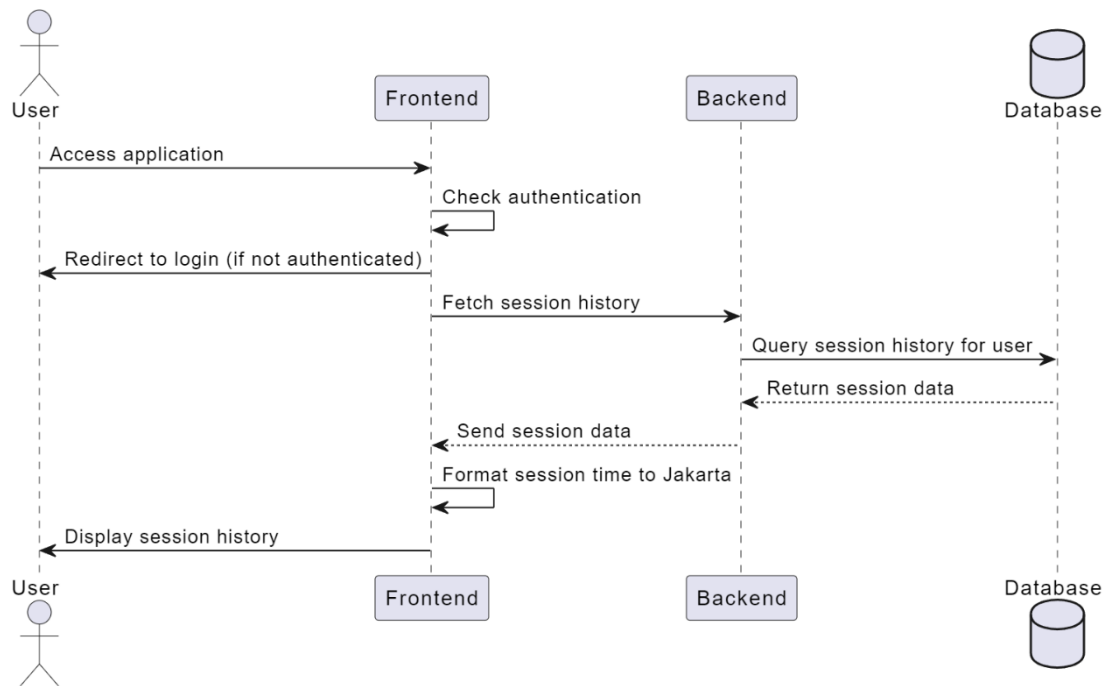 User
Frontend
Backend
Database
Access application
Check authentication
Redirect to login (if not authenticated)
Fetch session history
Query session history for user
Return session data
Send session data
Format session time to Jakarta
Display session history
User
Frontend
Backend
Database